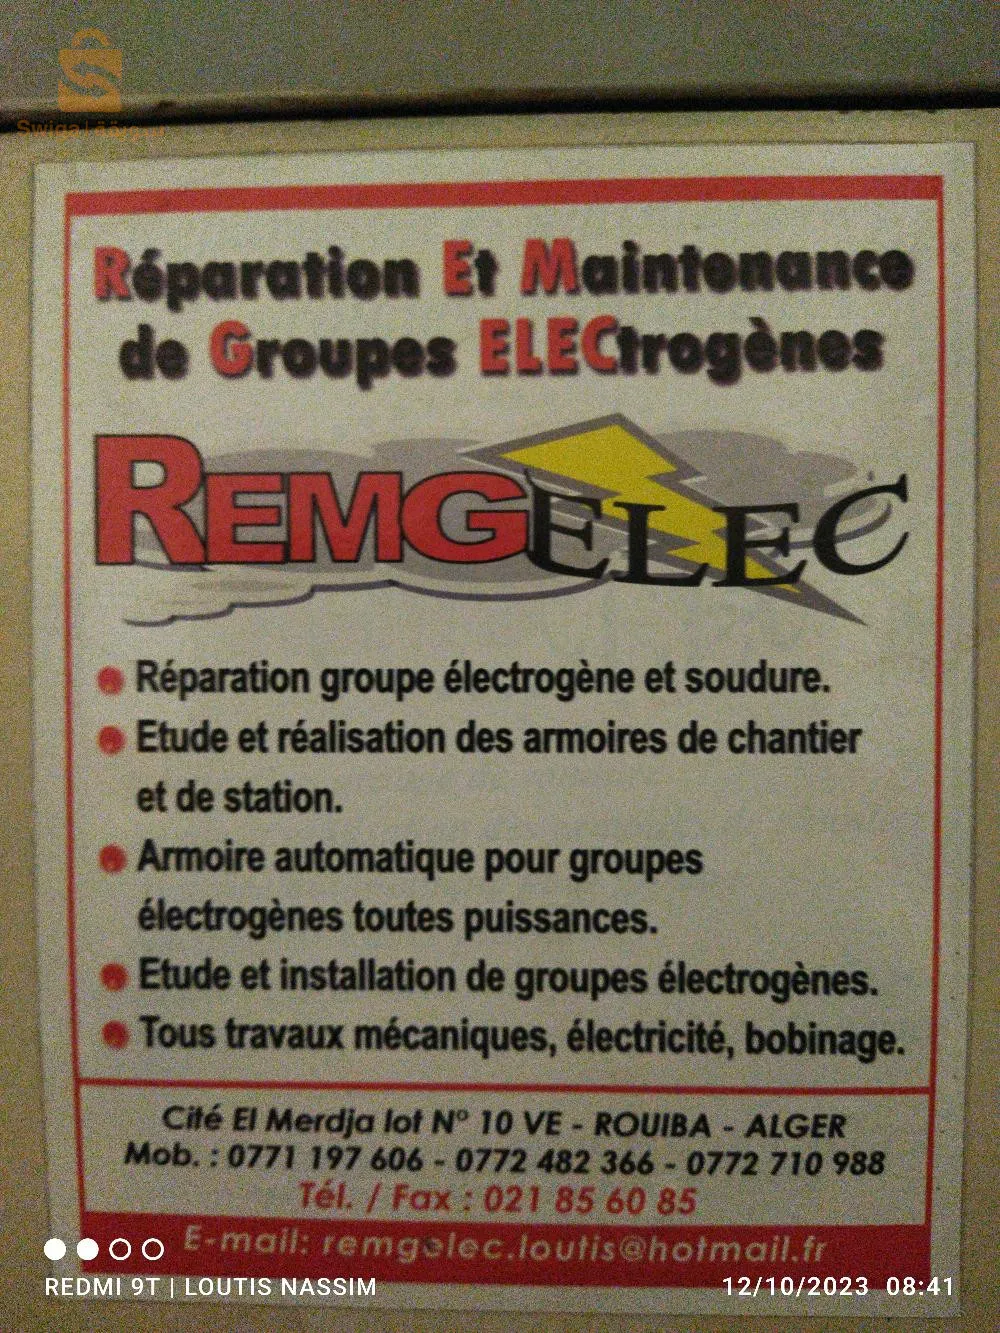 Réparation Et Maintenance
de Groupes ELECtrogènes
REMGELEC
Réparation groupe électrogène et soudure.
Etude et réalisation des armoires de chantier
et de station.
Armoire automatique pour groupes
électrogènes toutes puissances.
Etude et installation de groupes électrogènes.
Tous travaux mécaniques, électricité, bobinage.
Cité El Merdja lot N° 10 VE - ROUIBA - ALGER
Mob. : 0771 197 606 - 0772 482 366 - 0772 710 988
Tél. / Fax : 021 85 60 85
E-mail: remgelec.loutis@hotmail.fr
REDMI 9T | LOUTIS NASSIM
12/10/2023 08:41